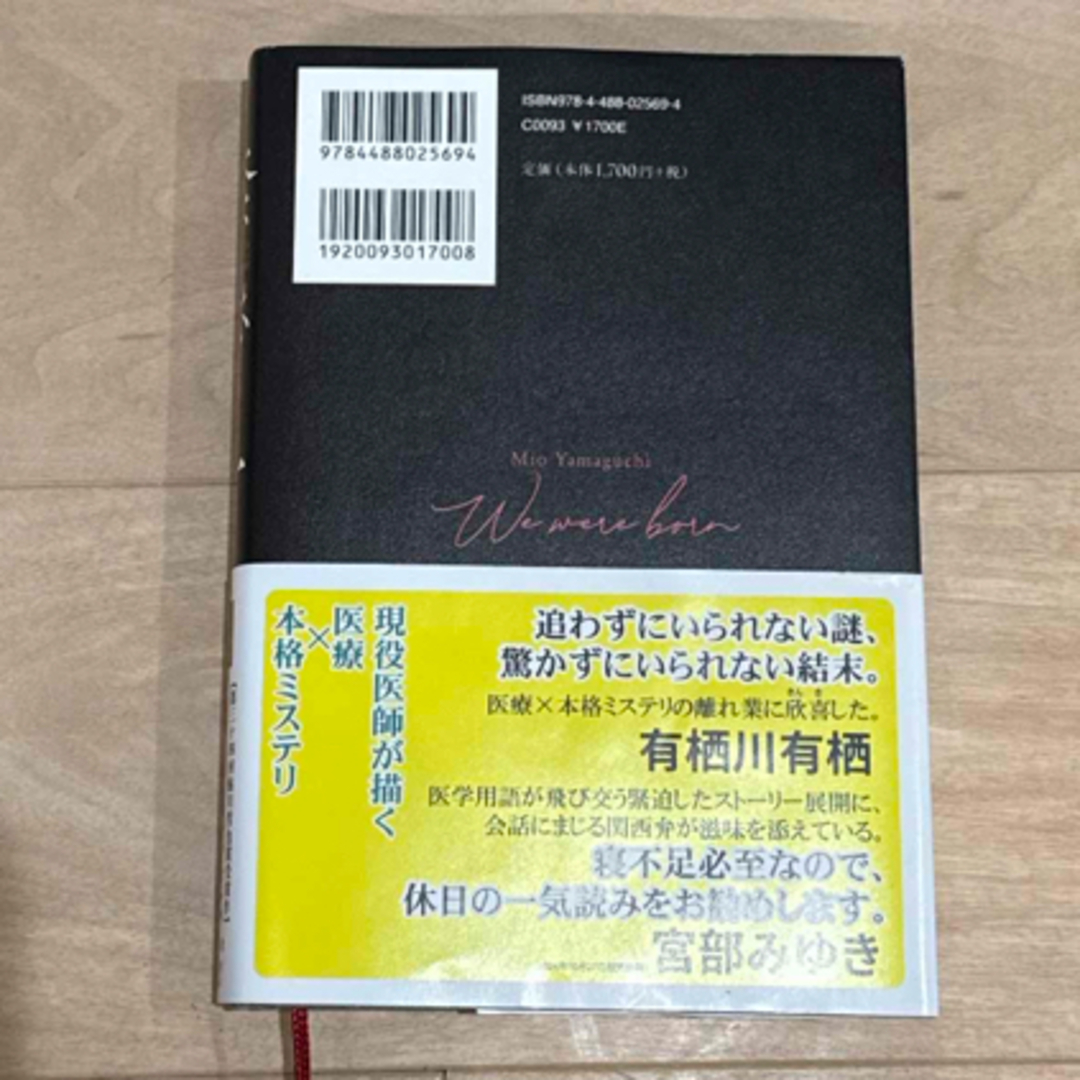 9784488025694
1920093017008
ISBN978-4-488-02569-4
C0093 ¥1700E
定価(本体1,700円+税)
Mio Yamaguchi
We were born
現役医師が描く
医療
×
本格ミステリ
追わずにいられない謎、
驚かずにいられない結末。
医療×本格ミステリの離れ業に欣喜した。
有栖川有栖
医学用語が飛び交う緊迫したストーリー展開に、
会話にまじる関西弁が滋味を添えている。
寝不足必至なので、
休日の一気読みをお勧めします。
宮部みゆき